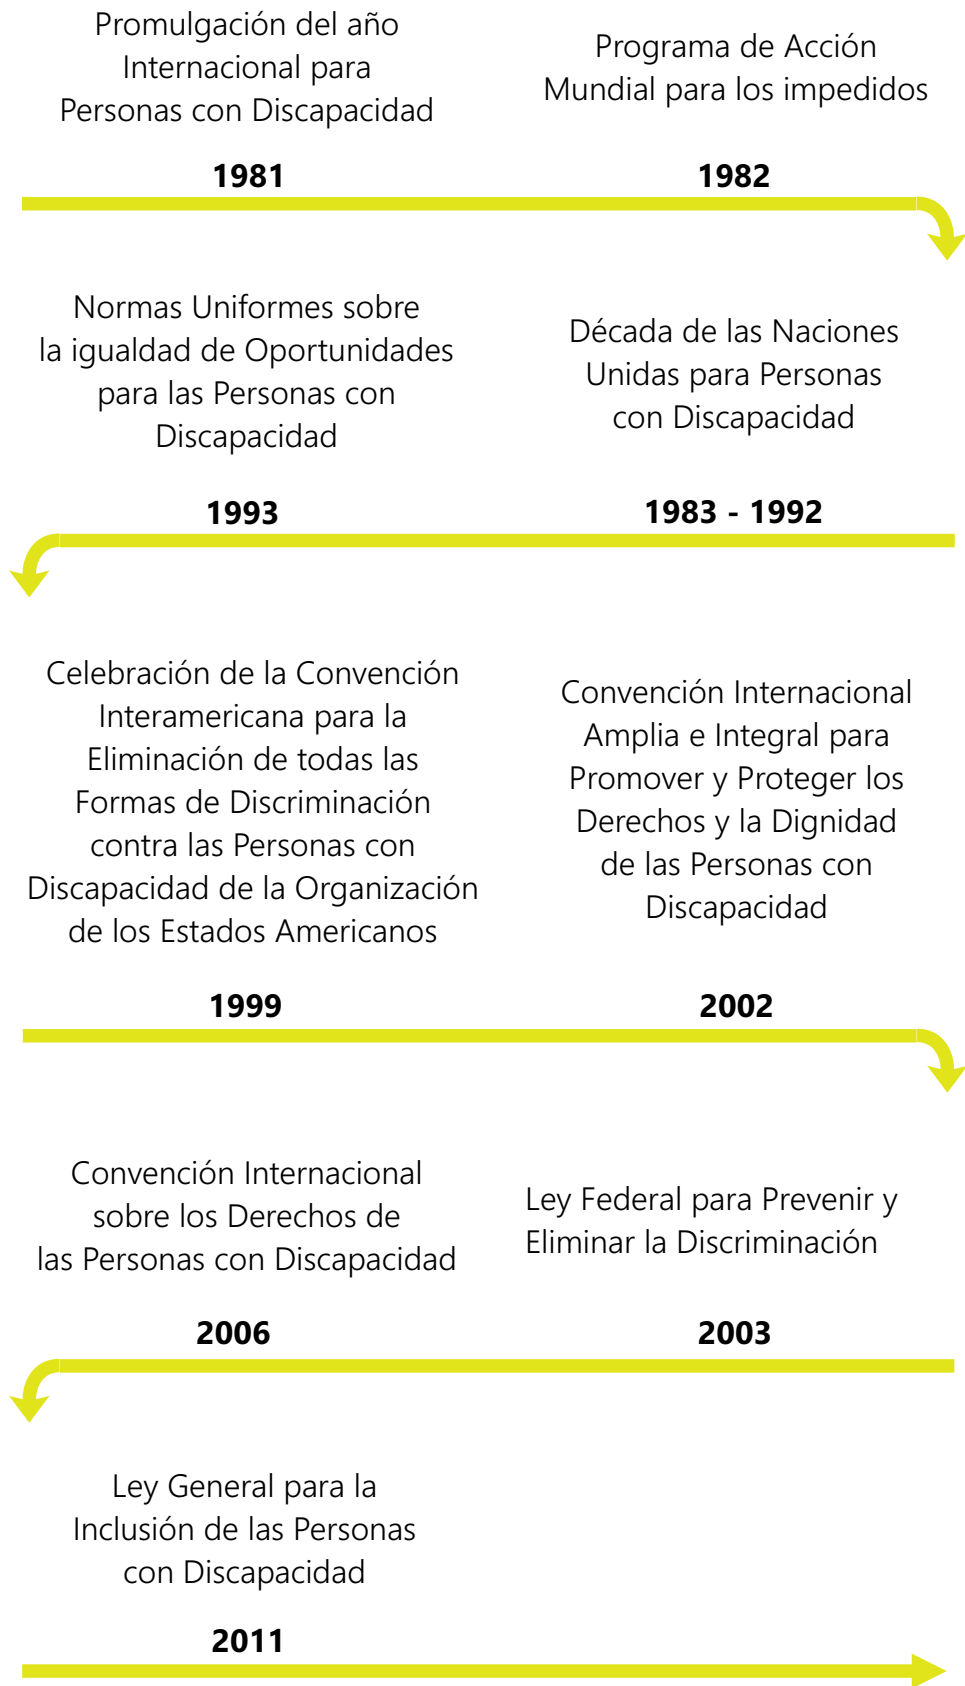 Promulgación del año
Internacional para
Personas con Discapacidad
1981
Programa de Acción
Mundial para los impedidos
1982
Década de las Naciones
Unidas para Personas
con Discapacidad
1983 - 1992
Normas Uniformes sobre
la igualdad de Oportunidades
para las Personas con
Discapacidad
1993
Celebración de la Convención
Interamericana para la
Eliminación de todas las
Formas de Discriminación
contra las Personas con
Discapacidad de la Organización
de los Estados Americanos
1999
Convención Internacional
Amplia e Integral para
Promover y Proteger los
Derechos y la Dignidad
de las Personas con
Discapacidad
2002
Ley Federal para Prevenir y
Eliminar la Discriminación
2003
Convención Internacional
sobre los Derechos de
las Personas con Discapacidad
2006
Ley General para la
Inclusión de las Personas
con Discapacidad
2011